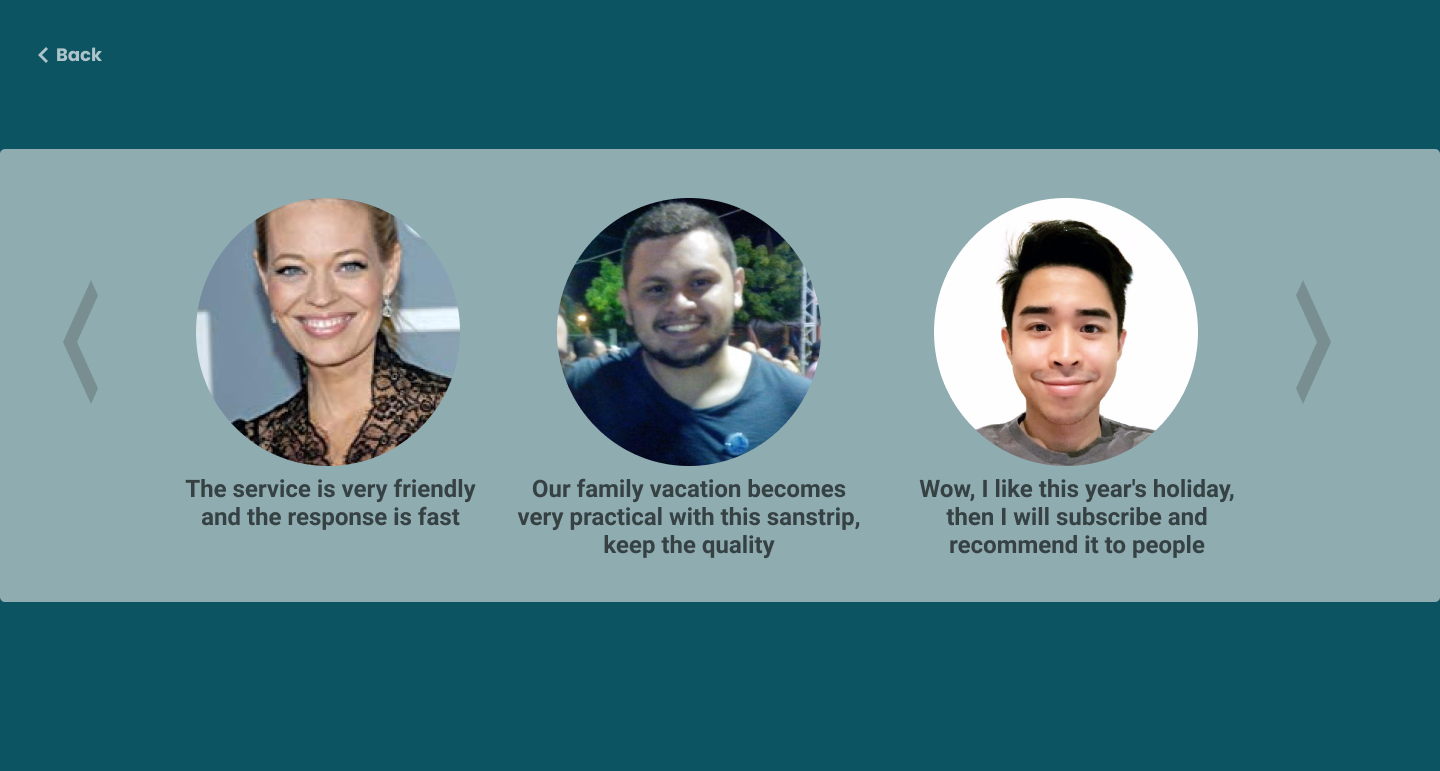 Back
The service is very friendly
and the response is fast
Our family vacation becomes
very practical with this sanstrip,
keep the quality
Wow, I like this year's holiday,
then I will subscribe and
recommend it to people